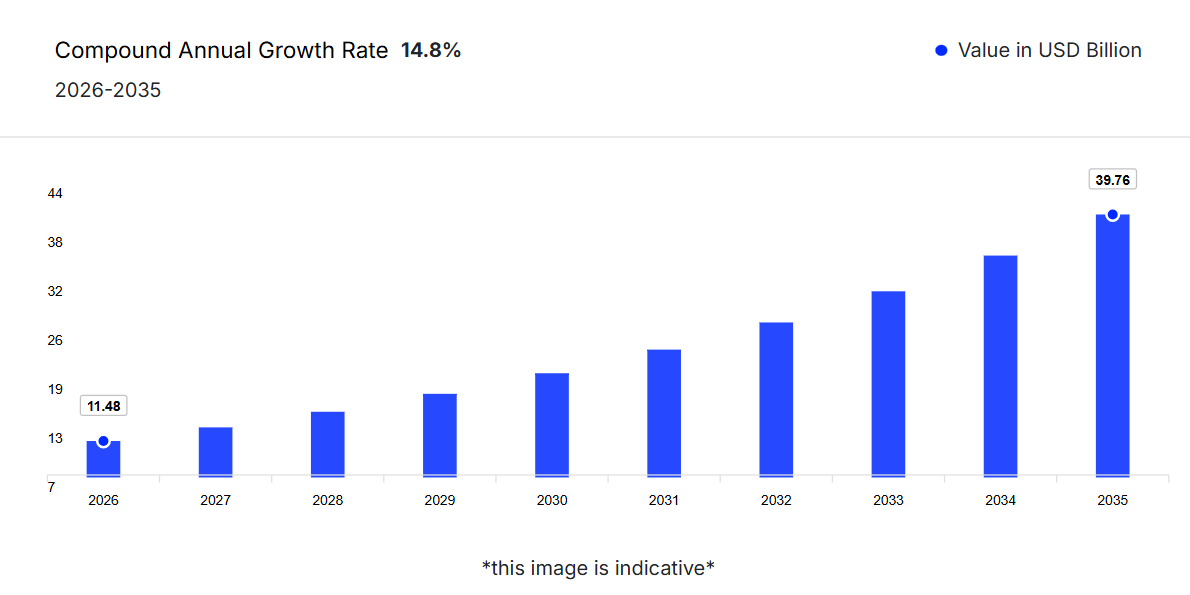 Compound Annual Growth Rate 14.8%
Value in USD Billion
2026-2035
44
38
32
26
19
13
7
11.48
39.76
2026 2027 2028 2029 2030 2031 2032 2033 2034 2035
*this image is indicative*